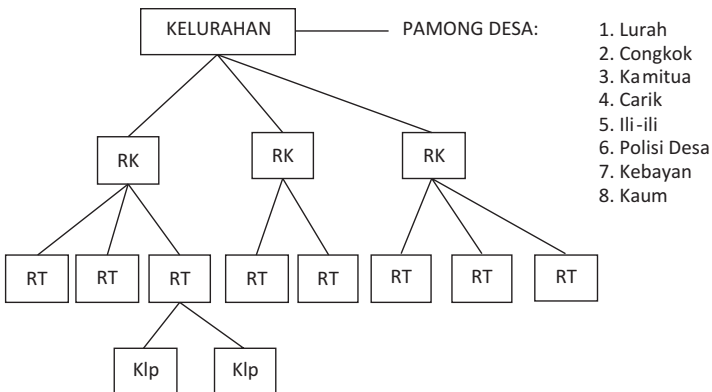 KELURAHAN
PAMONG DESA:
1. Lurah
2. Congkok
3. Kamitua
4. Carik
5. Ili-ili
6. Polisi Desa
7. Kebayan
8. Kaum
RK
RK
RK
RT
RT
RT
RT
RT
RT
RT
RT
Klp
Klp